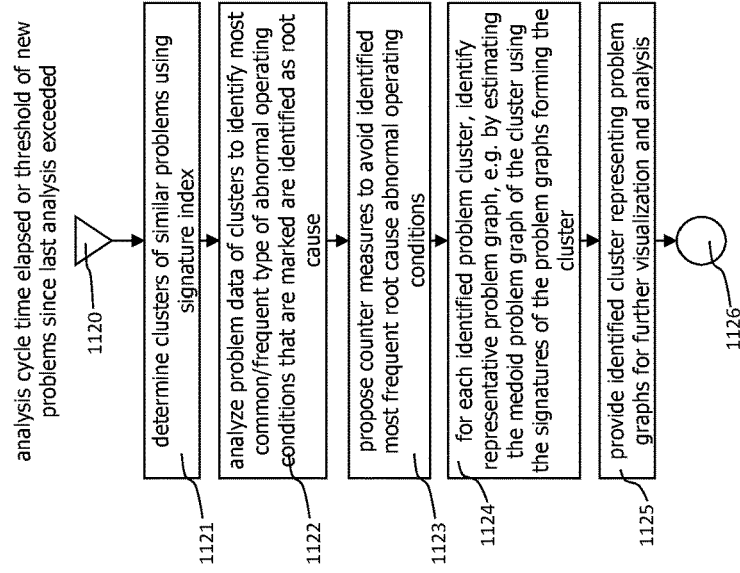 analysis cycle time elapsed or threshold of new
problems since last analysis exceeded
1120
determine clusters of similar problems using
signature index
1121
analyze problem data of clusters to identify most
common/frequent type of abnormal operating
conditions that are marked are identified as root
cause
1122
propose counter measures to avoid identified
most frequent root cause abnormal operating
conditions
1123
for each identified problem cluster, identify
representative problem graph, e.g. by estimating
the medoid problem graph of the cluster using
the signatures of the problem graphs forming the
cluster
1124
provide identified cluster representing problem
graphs for further visualization and analysis
1125
1126